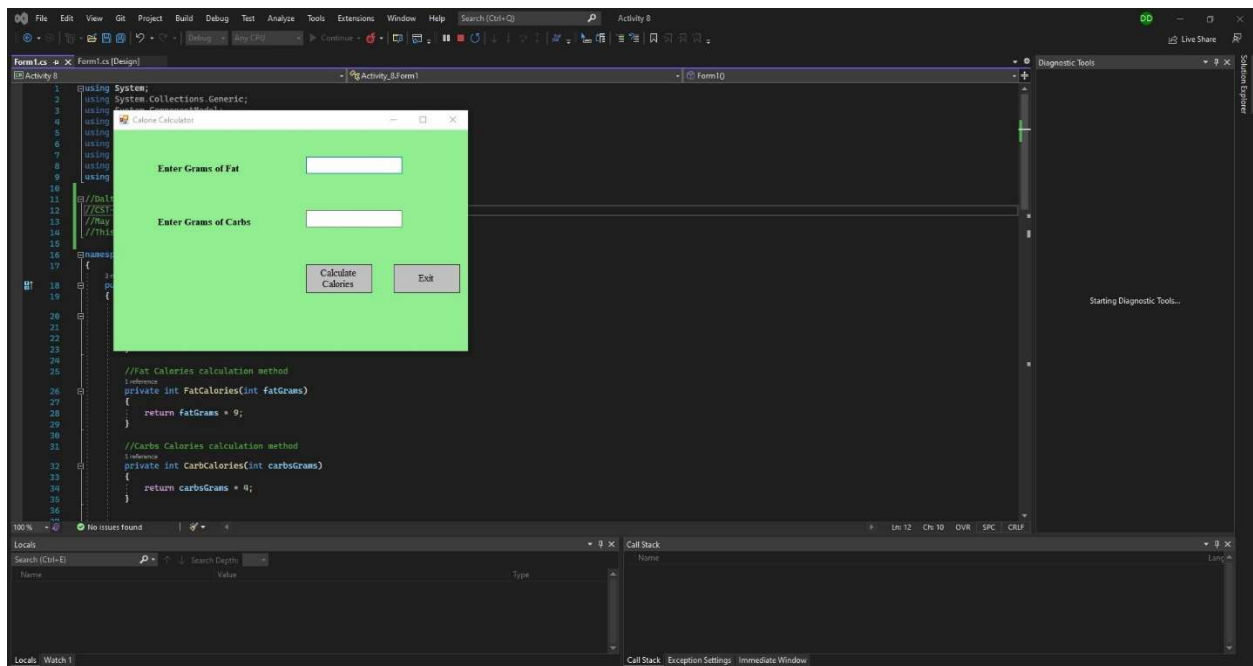 File Edit View Git Project Build Debug Test Analyze Tools Extensions Window Help Search (Ctrl+Q) Activity 8 DD
Debug Any CPU Continue Live Share
Form1.cs Form1.cs [Design]
Activity 8 Activity_8.Form1 Form1()
1 using System;
2 using System.Collections.Generic;
3 using System.ComponentModel;
4 using
5 using
6 using
7 using
8 using
9 using
10
11 //Dalt
12 //CST-
13 //May
14 //This
15
16 namesp
17 {
18 pu
19 {
20
21
22
23 }
24
25 //Fat Calories calculation method
1 reference
26 private int FatCalories(int fatGrams)
27 {
28 return fatGrams * 9;
29 }
30
31 //Carbs Calories calculation method
1 reference
32 private int CarbCalories(int carbsGrams)
33 {
34 return carbsGrams * 4;
35 }
36
Calorie Calculator
Enter Grams of Fat
Enter Grams of Carbs
Calculate
Calories
Exit
Diagnostic Tools
Starting Diagnostic Tools...
Solution Explorer
100 % No issues found Ln: 12 Ch: 10 OVR SPC CRLF
Locals
Search (Ctrl+E) Search Depth:
Name Value Type
Locals Watch 1
Call Stack
Name Lang
Call Stack Exception Settings Immediate Window